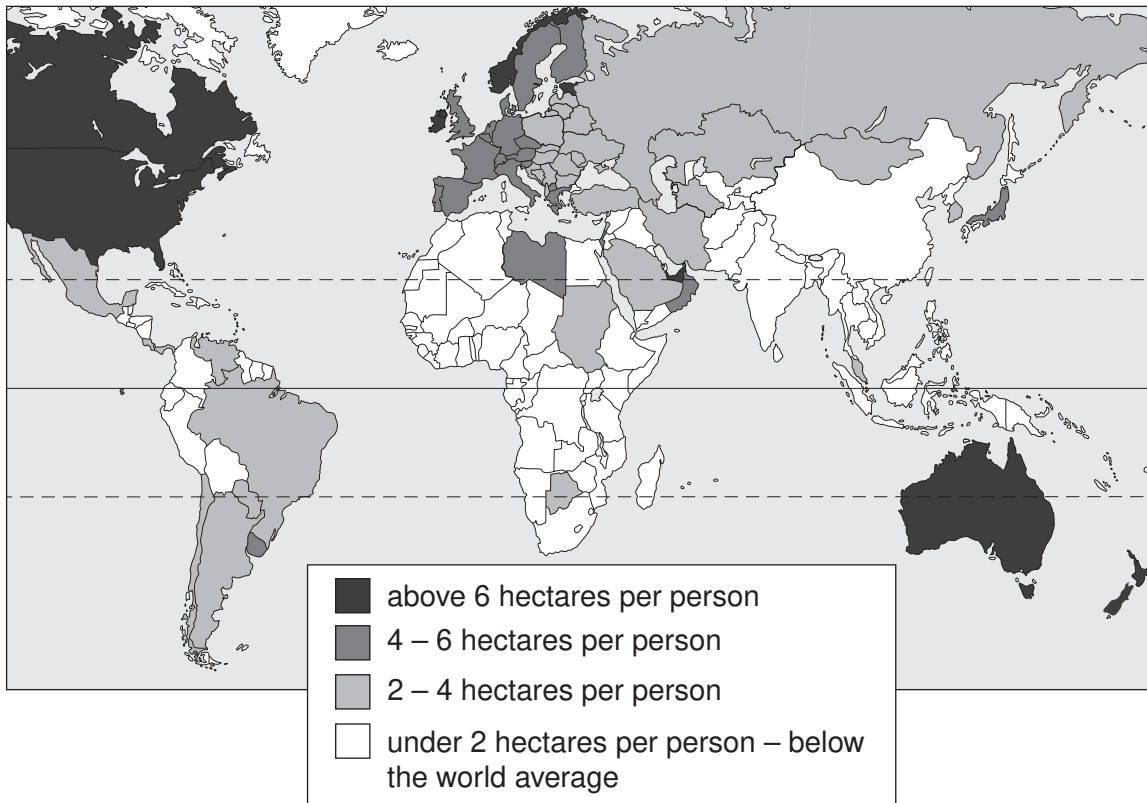 above 6 hectares per person
4 – 6 hectares per person
2 – 4 hectares per person
under 2 hectares per person – below
the world average